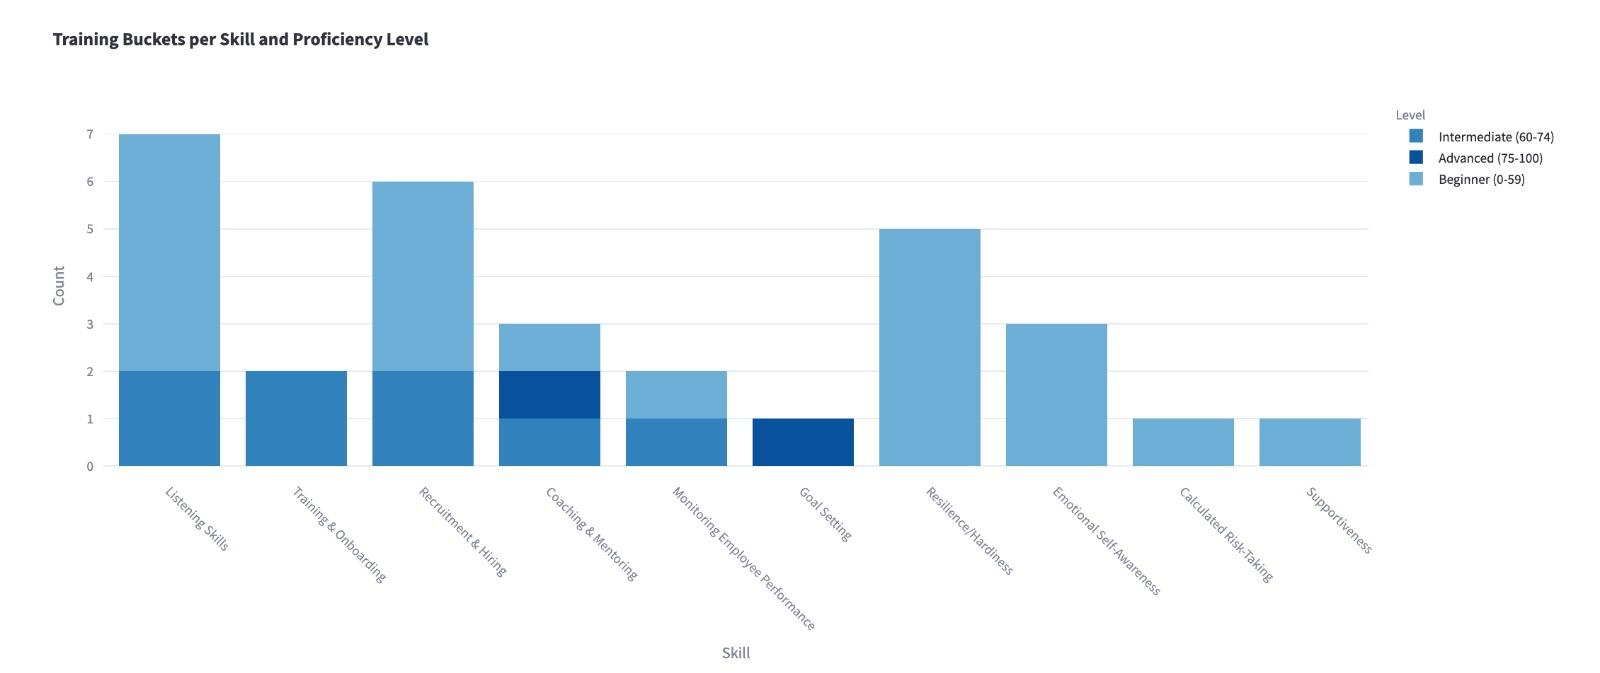 Training Buckets per Skill and Proficiency Level
Level
Intermediate (60-74)
Advanced (75-100)
Beginner (0-59)
Count
7
6
5
4
3
2
1
0
Listening Skills
Training & Onboarding
Recruitment & Hiring
Coaching & Mentoring
Monitoring Employee Performance
Goal Setting
Resilience/Hardiness
Emotional Self-Awareness
Calculated Risk-Taking
Supportiveness
Skill